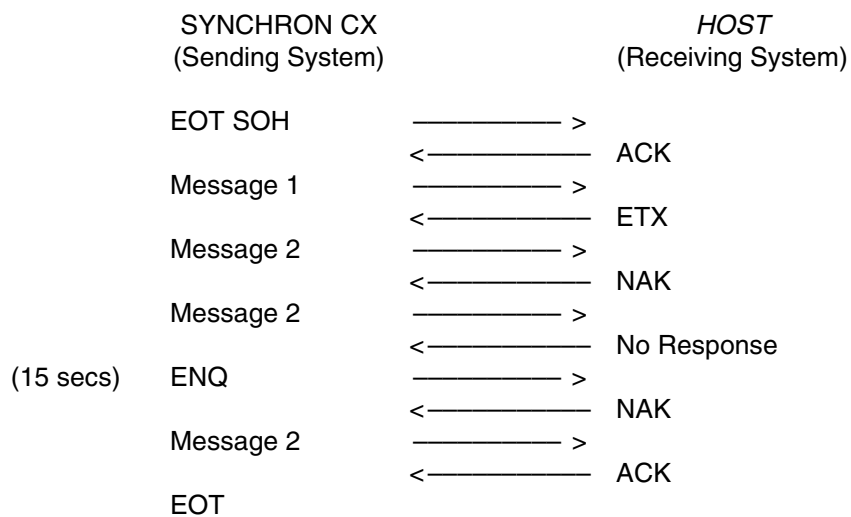 SYNCHRON CX HOST
(Sending System) (Receiving System)
EOT SOH ---------- >
< ---------- ACK
Message 1 ---------- >
< ---------- ETX
Message 2 ---------- >
< ---------- NAK
Message 2 ---------- >
< ---------- No Response
(15 secs) ENQ ---------- >
< ---------- NAK
Message 2 ---------- >
< ---------- ACK
EOT